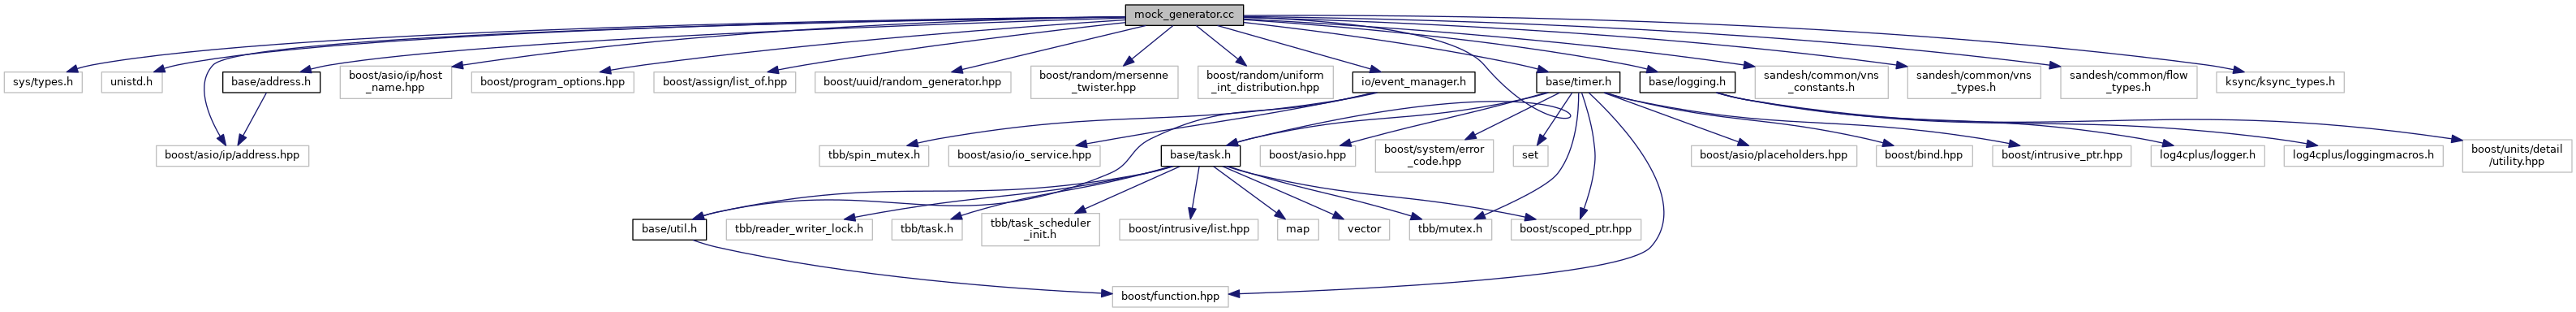 mock_generator.cc
sys/types.h
unistd.h
base/address.h
boost/asio/ip/host
_name.hpp
boost/program_options.hpp
boost/assign/list_of.hpp
boost/uuid/random_generator.hpp
boost/random/mersenne
_twister.hpp
boost/random/uniform
_int_distribution.hpp
io/event_manager.h
base/timer.h
base/logging.h
sandesh/common/vns
_constants.h
sandesh/common/vns
_types.h
sandesh/common/flow
_types.h
ksync/ksync_types.h
boost/asio/ip/address.hpp
tbb/spin_mutex.h
boost/asio/io_service.hpp
base/task.h
boost/asio.hpp
boost/system/error
_code.hpp
set
boost/asio/placeholders.hpp
boost/bind.hpp
boost/intrusive_ptr.hpp
log4cplus/logger.h
log4cplus/loggingmacros.h
boost/units/detail
/utility.hpp
base/util.h
tbb/reader_writer_lock.h
tbb/task.h
tbb/task_scheduler
_init.h
boost/intrusive/list.hpp
map
vector
tbb/mutex.h
boost/scoped_ptr.hpp
boost/function.hpp